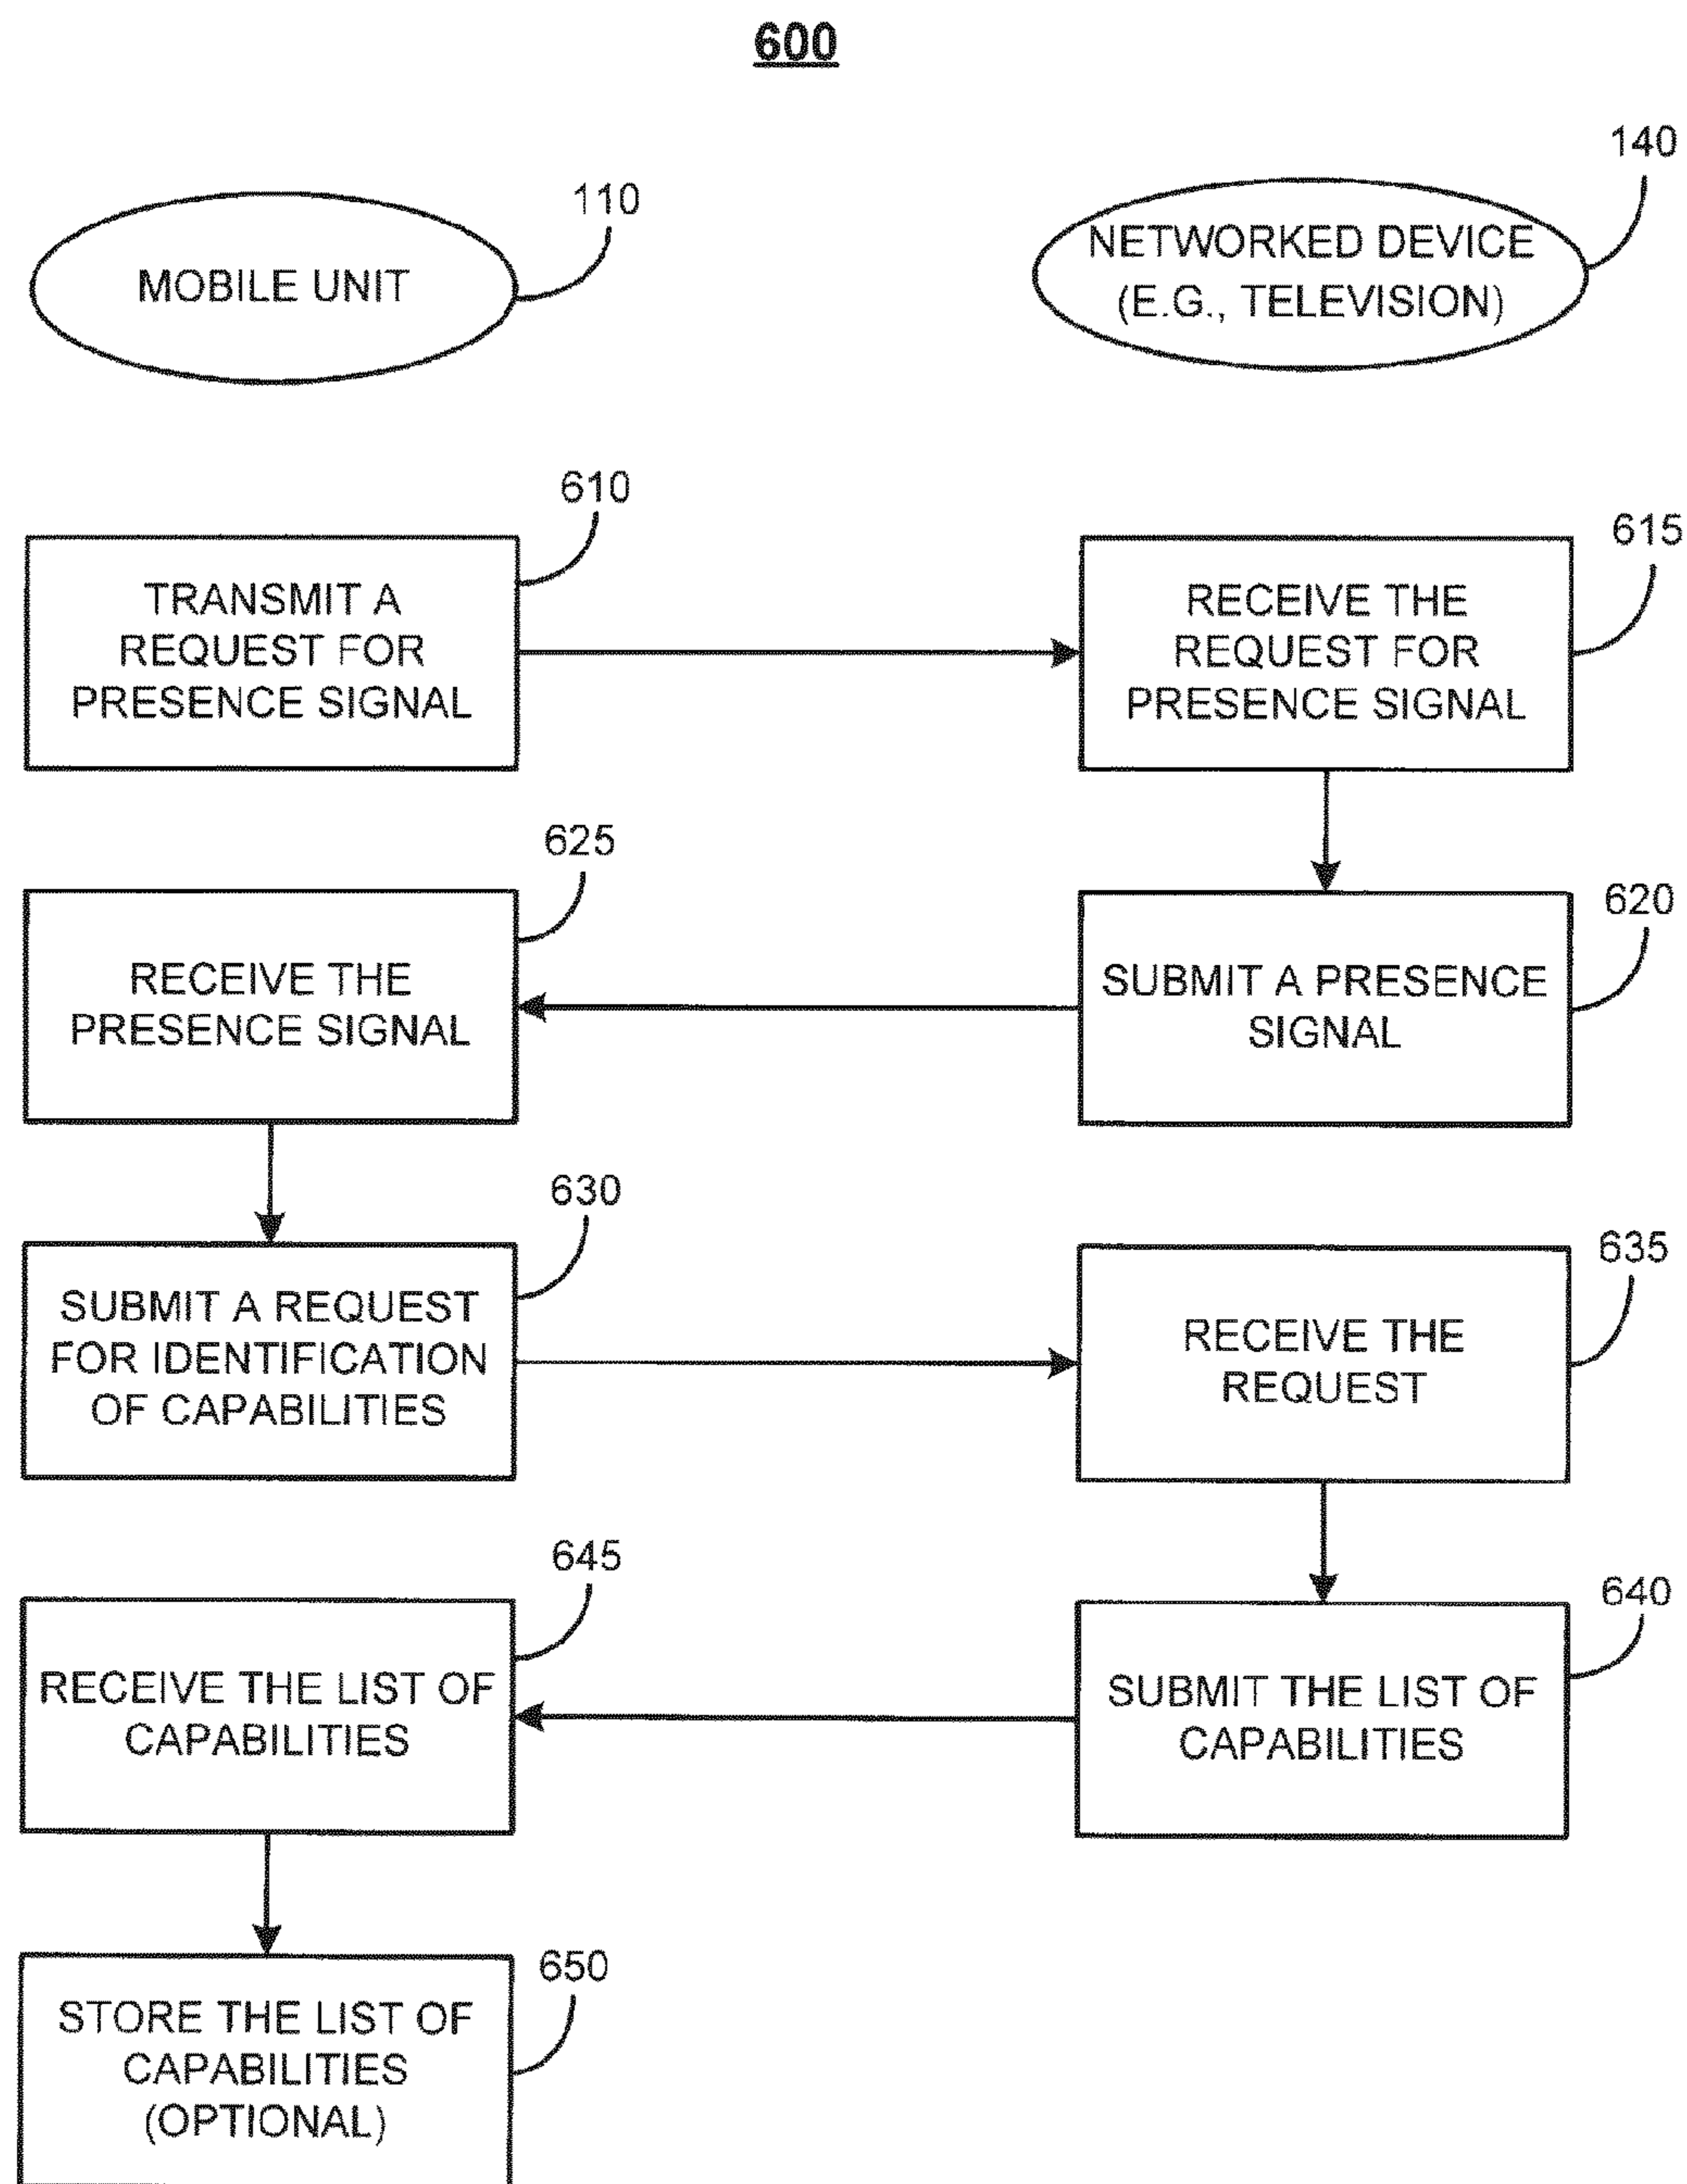 600
110
MOBILE UNIT
140
NETWORKED DEVICE
(E.G., TELEVISION)
610
TRANSMIT A
REQUEST FOR
PRESENCE SIGNAL
615
RECEIVE THE
REQUEST FOR
PRESENCE SIGNAL
620
SUBMIT A PRESENCE
SIGNAL
625
RECEIVE THE
PRESENCE SIGNAL
630
SUBMIT A REQUEST
FOR IDENTIFICATION
OF CAPABILITIES
635
RECEIVE THE
REQUEST
640
SUBMIT THE LIST OF
CAPABILITIES
645
RECEIVE THE LIST OF
CAPABILITIES
650
STORE THE LIST OF
CAPABILITIES
(OPTIONAL)